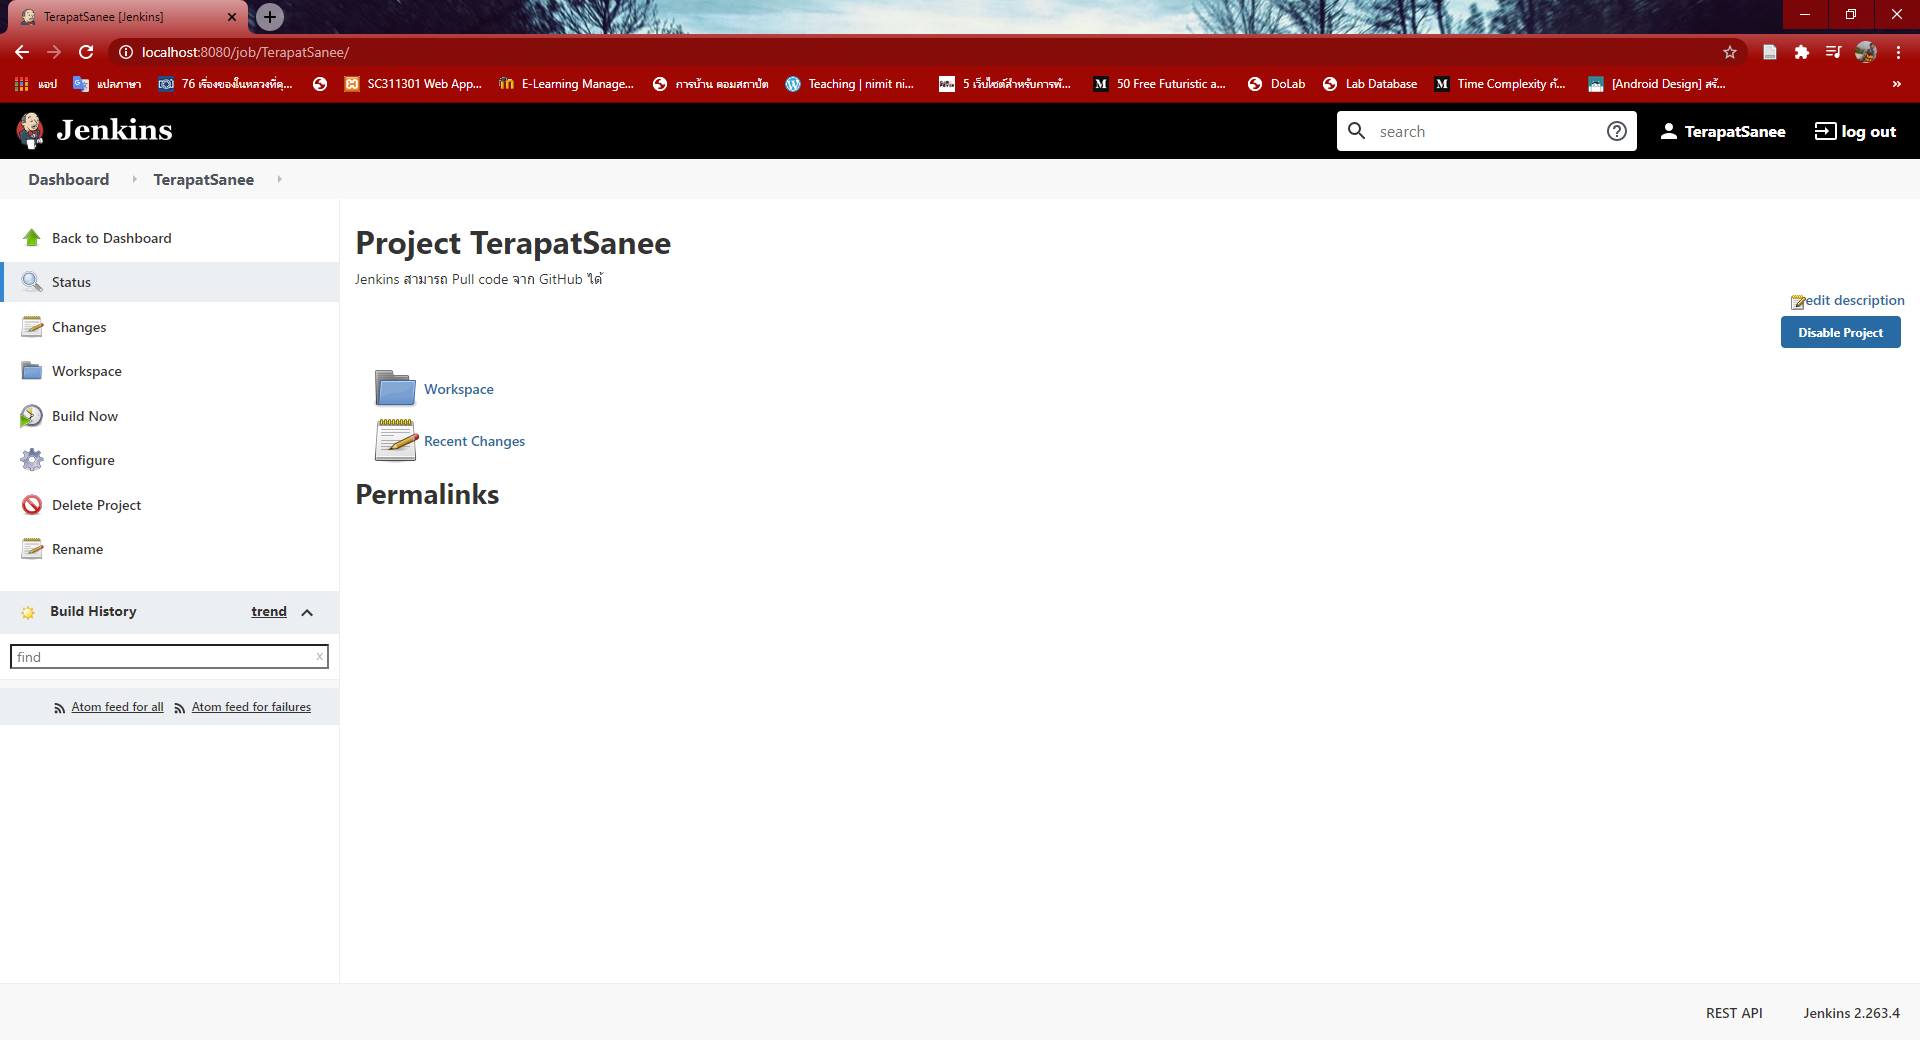 TerapatSanee [Jenkins]
localhost:8080/job/TerapatSanee/
แอป
แปลภาษา
76 เรื่องของในหลวงที่คุ...
SC311301 Web App...
E-Learning Manage...
การบ้าน คอมสถาปัต
Teaching | nimit ni...
5 เว็บไซต์สำหรับการพั...
50 Free Futuristic a...
DoLab
Lab Database
Time Complexity ก้...
[Android Design] สร้...
Jenkins
search
TerapatSanee
log out
Dashboard
TerapatSanee
Back to Dashboard
Status
Changes
Workspace
Build Now
Configure
Delete Project
Rename
Build History
trend
find
x
Atom feed for all
Atom feed for failures
Project TerapatSanee
Jenkins สามารถ Pull code จาก GitHub ได้
edit description
Disable Project
Workspace
Recent Changes
Permalinks
REST API
Jenkins 2.263.4